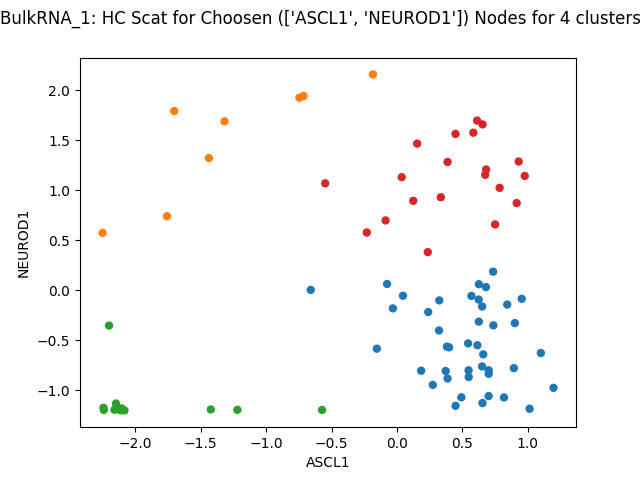 BulkRNA_1: HC Scat for Choosen (['ASCL1', 'NEUROD1']) Nodes for 4 clusters
2.0
1.5
1.0
0.5
0.0
−0.5
−1.0
NEUROD1
−2.0 −1.5 −1.0 −0.5 0.0 0.5 1.0
ASCL1